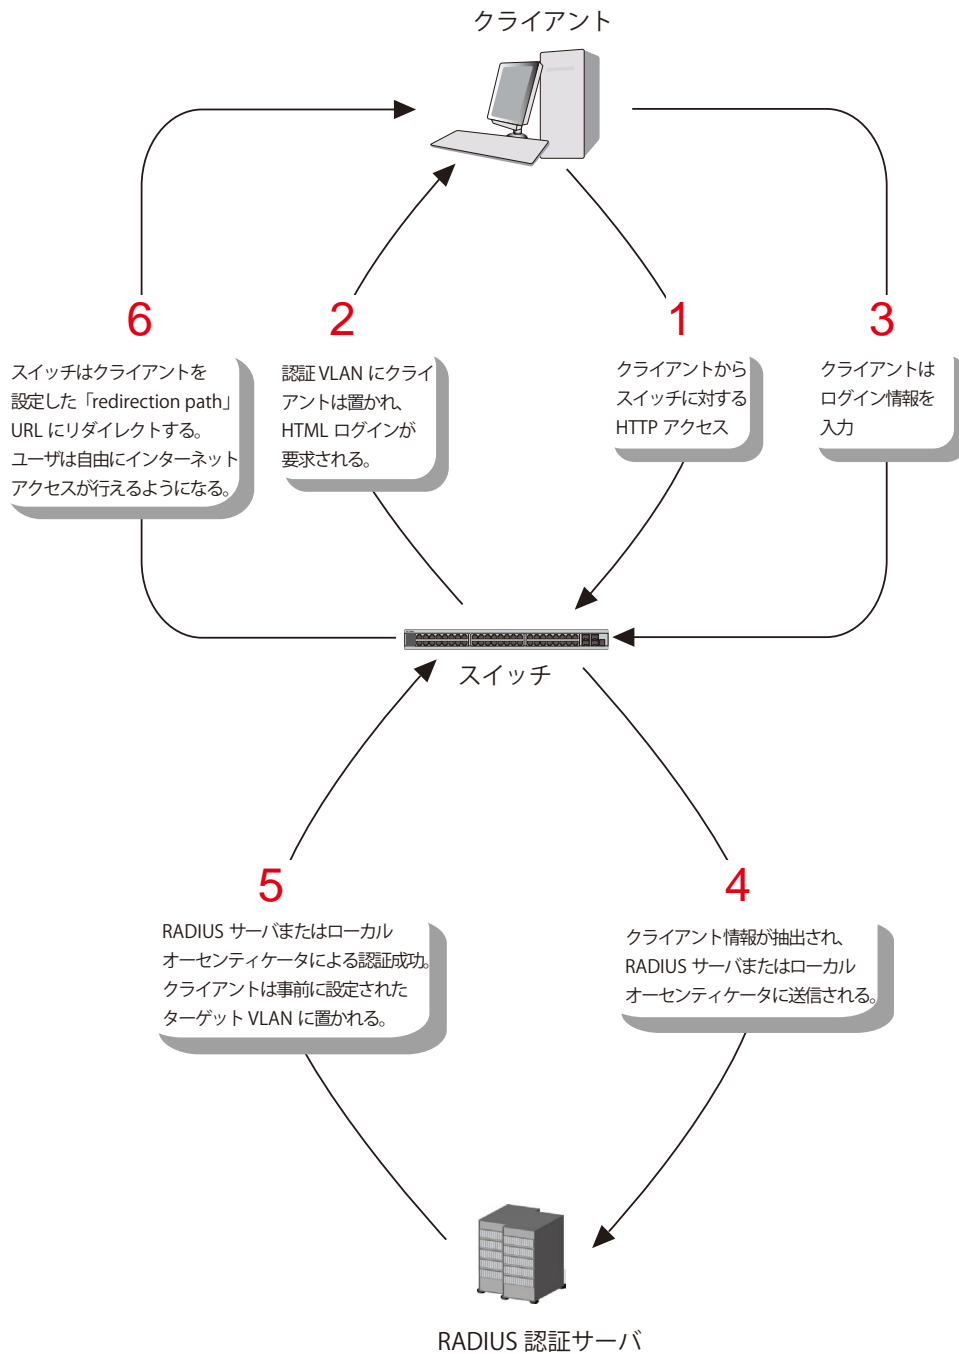 クライアント
6
スイッチはクライアントを
設定した「redirection path」
URL にリダイレクトする。
ユーザは自由にインターネット
アクセスが行えるようになる。
2
認証 VLAN にクライ
アントは置かれ、
HTML ログインが
要求される。
1
クライアントから
スイッチに対する
HTTP アクセス
3
クライアントは
ログイン情報を
入力
スイッチ
5
RADIUS サーバまたはローカル
オーセンティケータによる認証成功。
クライアントは事前に設定された
ターゲット VLAN に置かれる。
4
クライアント情報が抽出され、
RADIUS サーバまたはローカル
オーセンティケータに送信される。
RADIUS 認証サーバ